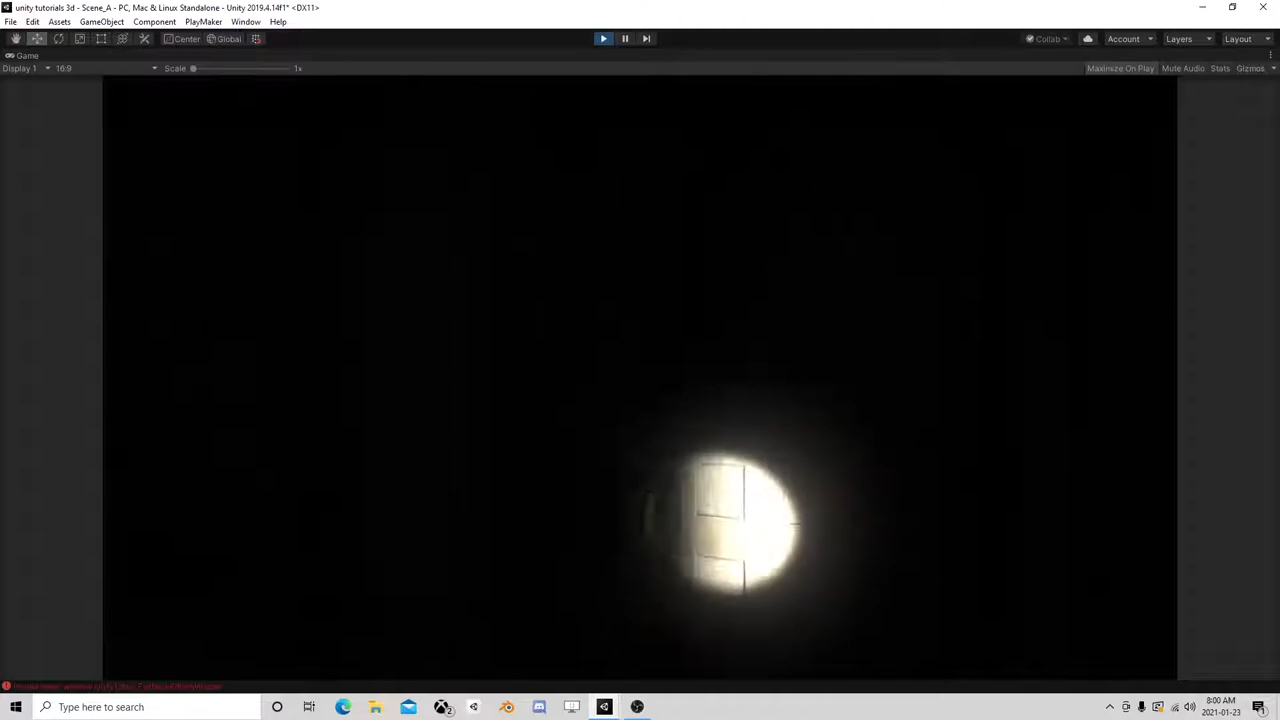 unity tutorials 3d - Scene_A - PC, Mac & Linux Standalone - Unity 2019.4.14f1* <DX11>
File Edit Assets GameObject Component PlayMaker Window Help
Center Global Collab Account Layers Layout
Game
Display 1 16:9 Scale 1x Maximize On Play Mute Audio Stats Gizmos
Type here to search
8:00 AM
2021-01-23